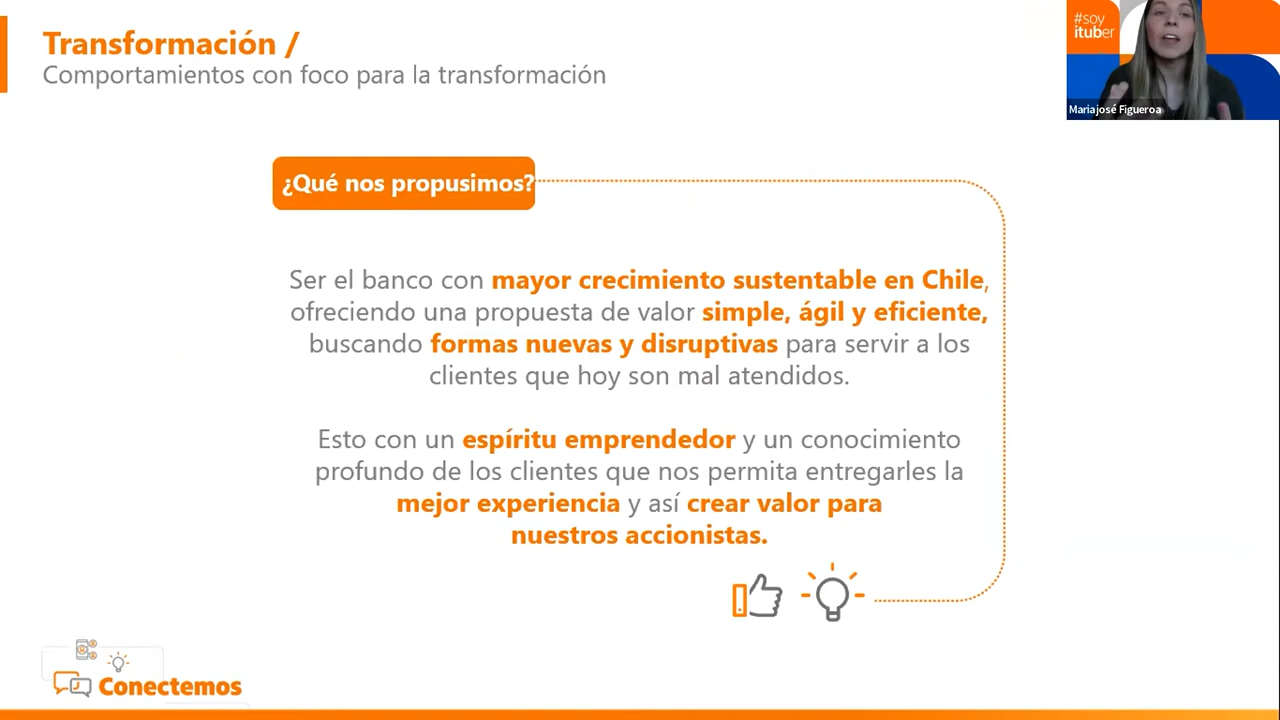 Transformación /
Comportamientos con foco para la transformación
#soy
ituber
Mariajosé Figueroa
¿Qué nos propusimos?
Ser el banco con mayor crecimiento sustentable en Chile,
ofreciendo una propuesta de valor simple, ágil y eficiente,
buscando formas nuevas y disruptivas para servir a los
clientes que hoy son mal atendidos.
Esto con un espíritu emprendedor y un conocimiento
profundo de los clientes que nos permita entregarles la
mejor experiencia y así crear valor para
nuestros accionistas.
Conectemos